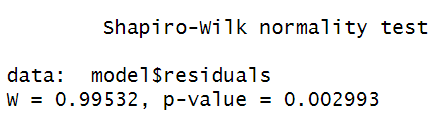 Shapiro-Wilk normality test
data:  model$residuals
W = 0.99532, p-value = 0.002993